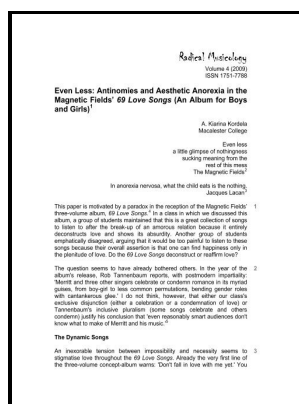 Radical Musicology
Volume 4 (2009)
ISSN 1751-7788
Even Less: Antinomies and Aesthetic Anorexia in the
Magnetic Fields' 69 Love Songs (An Album for Boys
and Girls)1
A. Kiarina Kordela
Macalester College
Even less
a little glimpse of nothingness
sucking meaning from the
rest of this mess
The Magnetic Fields2
In anorexia nervosa, what the child eats is the nothing.
Jacques Lacan3
This paper is motivated by a paradox in the reception of the Magnetic Fields' 1
three-volume album, 69 Love Songs.4 In a class in which we discussed this
album, a group of students maintained that this is a great collection of songs
to listen to after the break-up of an amorous relation because it entirely
deconstructs love and shows its absurdity. Another group of students
emphatically disagreed, arguing that it would be too painful to listen to these
songs because their overall assertion is that one can find happiness only in
the plenitude of love. Do the 69 Love Songs deconstruct or reaffirm love?
The question seems to have already bothered others. In the year of the 2
album's release, Rob Tannenbaum reports, with postmodern impartiality:
'Merritt and three other singers celebrate or condemn romance in its myriad
guises, from boy-girl to less common permutations, bending gender roles
with cantankerous glee.' I do not think, however, that either our class's
exclusive disjunction (either a celebration or a condemnation of love) or
Tannenbaum's inclusive pluralism (some songs celebrate and others
condemn) justify his conclusion that 'even reasonably smart audiences don't
know what to make of Merritt and his music.'5
The Dynamic Songs
An inexorable tension between impossibility and necessity seems to 3
stigmatise love throughout the 69 Love Songs. Already the very first line of
the three-volume concept-album warns: 'Don't fall in love with me yet.' You